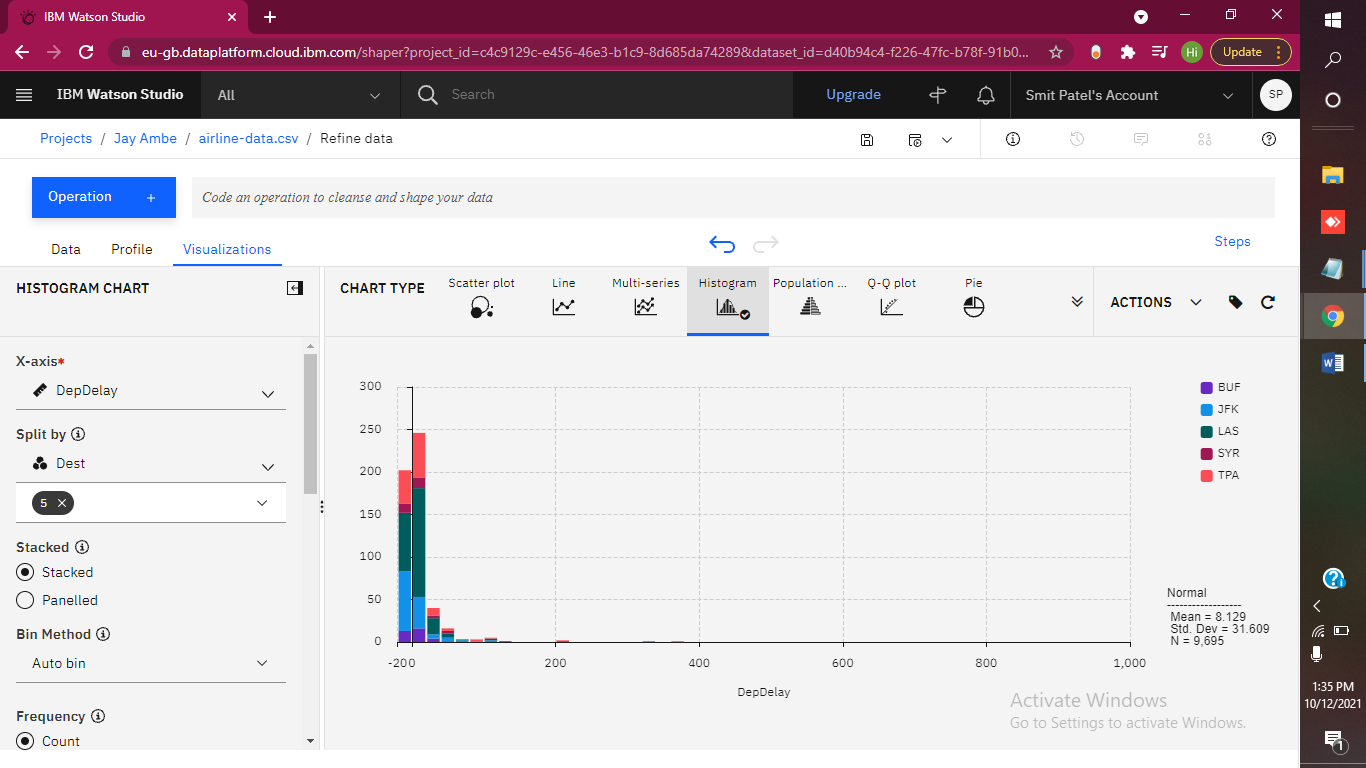 IBM Watson Studio
eu-gb.dataplatform.cloud.ibm.com/shaper?project_id=c4c9129c-e456-46e3-b1c9-8d685da74289&dataset_id=d40b94c4-f226-47fc-b78f-91b0...
Hi
Update
IBM Watson Studio
All
Search
Upgrade
Smit Patel's Account
SP
Projects / Jay Ambe / airline-data.csv / Refine data
Operation +
Code an operation to cleanse and shape your data
Data
Profile
Visualizations
Steps
HISTOGRAM CHART
CHART TYPE
Scatter plot
Line
Multi-series
Histogram
Population ...
Q-Q plot
Pie
ACTIONS
X-axis*
DepDelay
Split by
Dest
5 ×
Stacked
Stacked
Panelled
Bin Method
Auto bin
Frequency
Count
300
250
200
150
100
50
0
-200
200
400
600
800
1,000
DepDelay
BUF
JFK
LAS
SYR
TPA
Normal
------------------
Mean = 8.129
Std. Dev = 31.609
N = 9,695
Activate Windows
Go to Settings to activate Windows.
1:35 PM
10/12/2021
1